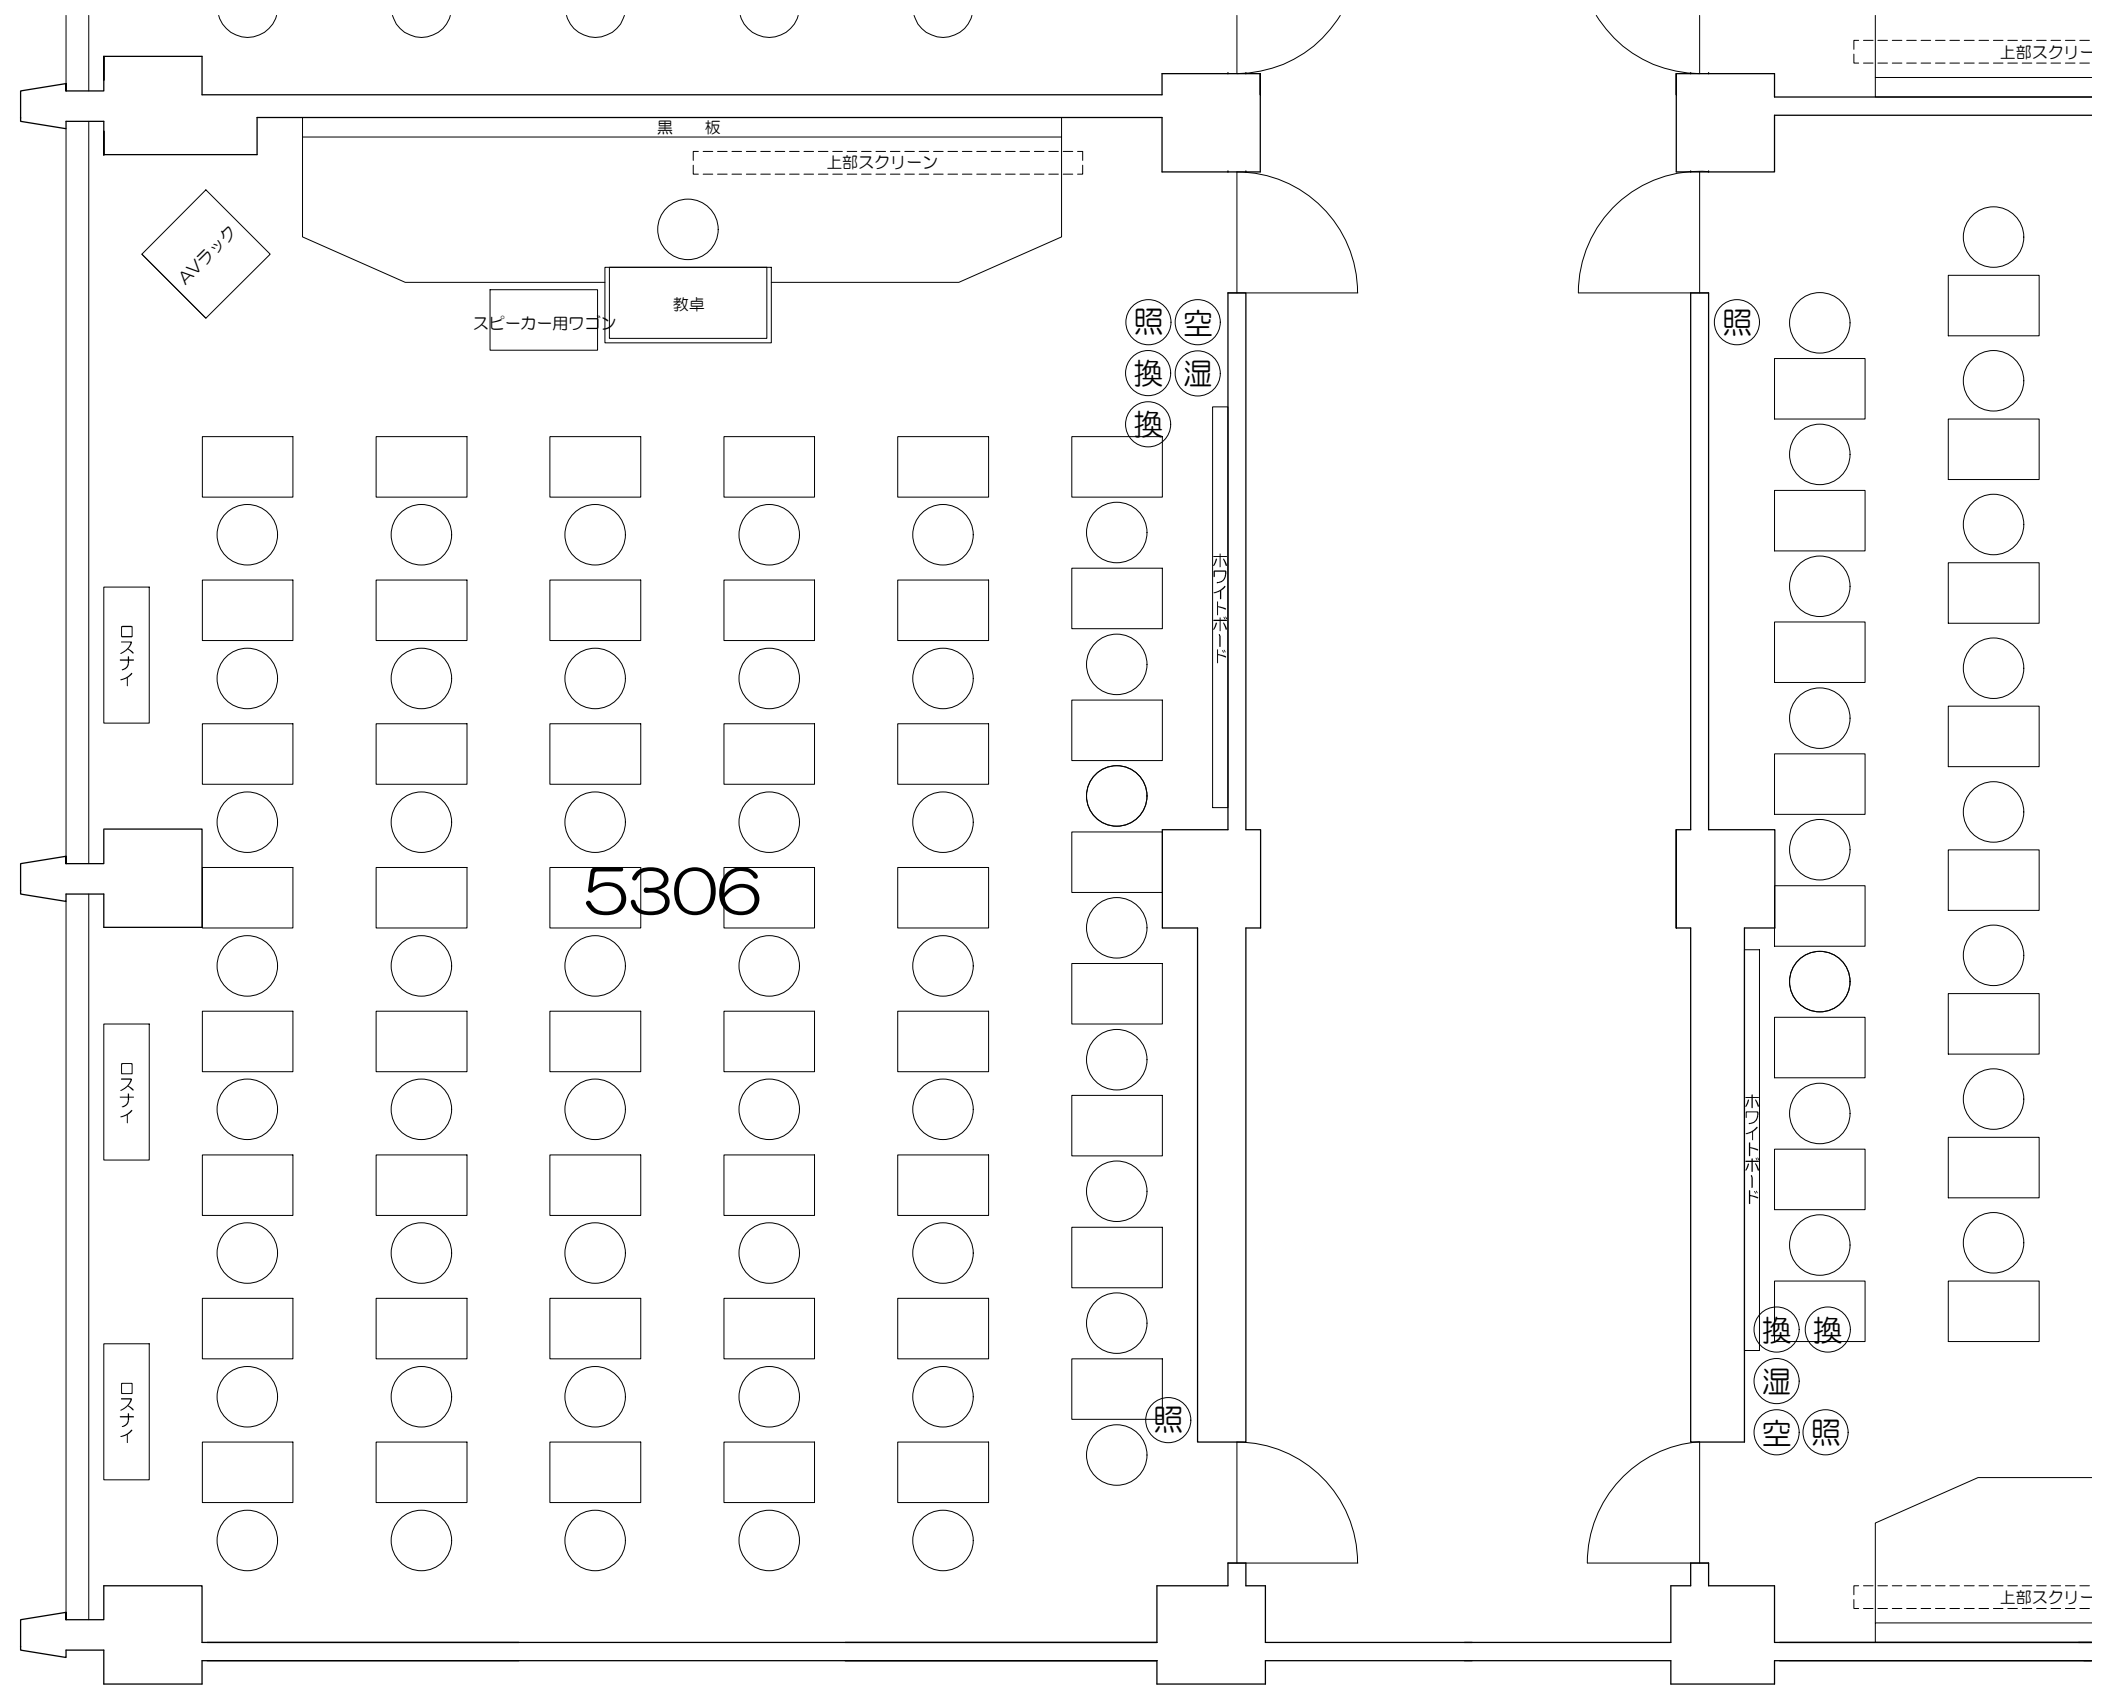 上部スクリー
黒　板
上部スクリーン
AVラック
教卓
スピーカー用ワゴン
照 空
換 湿
換
照
ホワイトボード
ロスナイ
5306
ロスナイ
ホワイトボード
換 換
湿
空 照
ロスナイ
照
上部スクリー